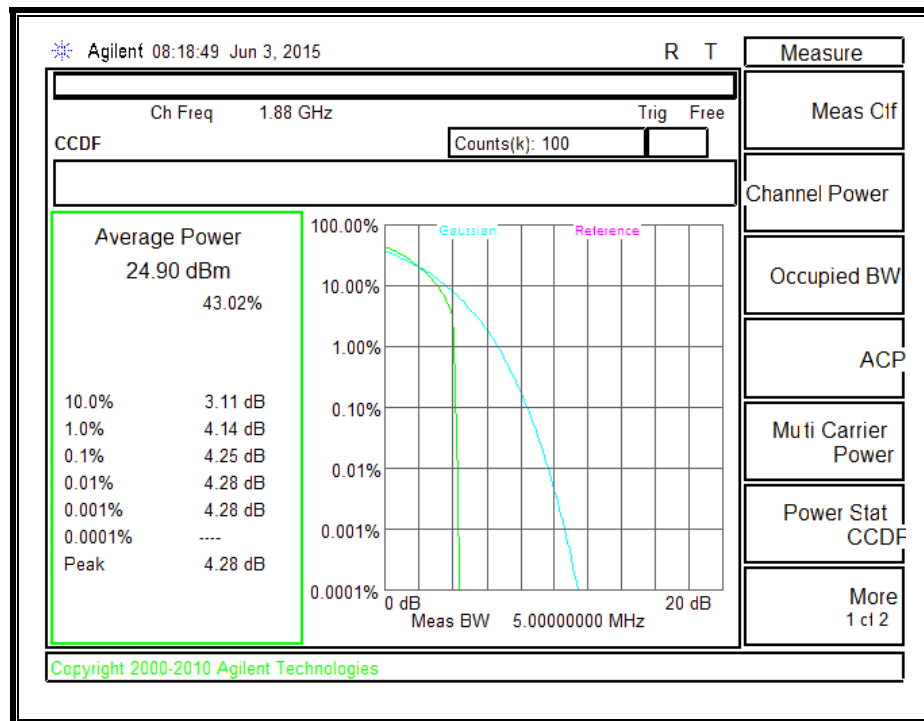 Agilent 08:18:49 Jun 3, 2015 R T
Ch Freq 1.88 GHz Trig Free
CCDF Counts(k): 100
Average Power
24.90 dBm
43.02%
10.0% 3.11 dB
1.0% 4.14 dB
0.1% 4.25 dB
0.01% 4.28 dB
0.001% 4.28 dB
0.0001% ----
Peak 4.28 dB
Gaussian Reference
100.00%
10.00%
1.00%
0.10%
0.01%
0.001%
0.0001%
0 dB 20 dB
Meas BW 5.00000000 MHz
Measure
Meas Off
Channel Power
Occupied BW
ACP
Multi Carrier
Power
Power Stat
CCDF
More
1 of 2
Copyright 2000-2010 Agilent Technologies